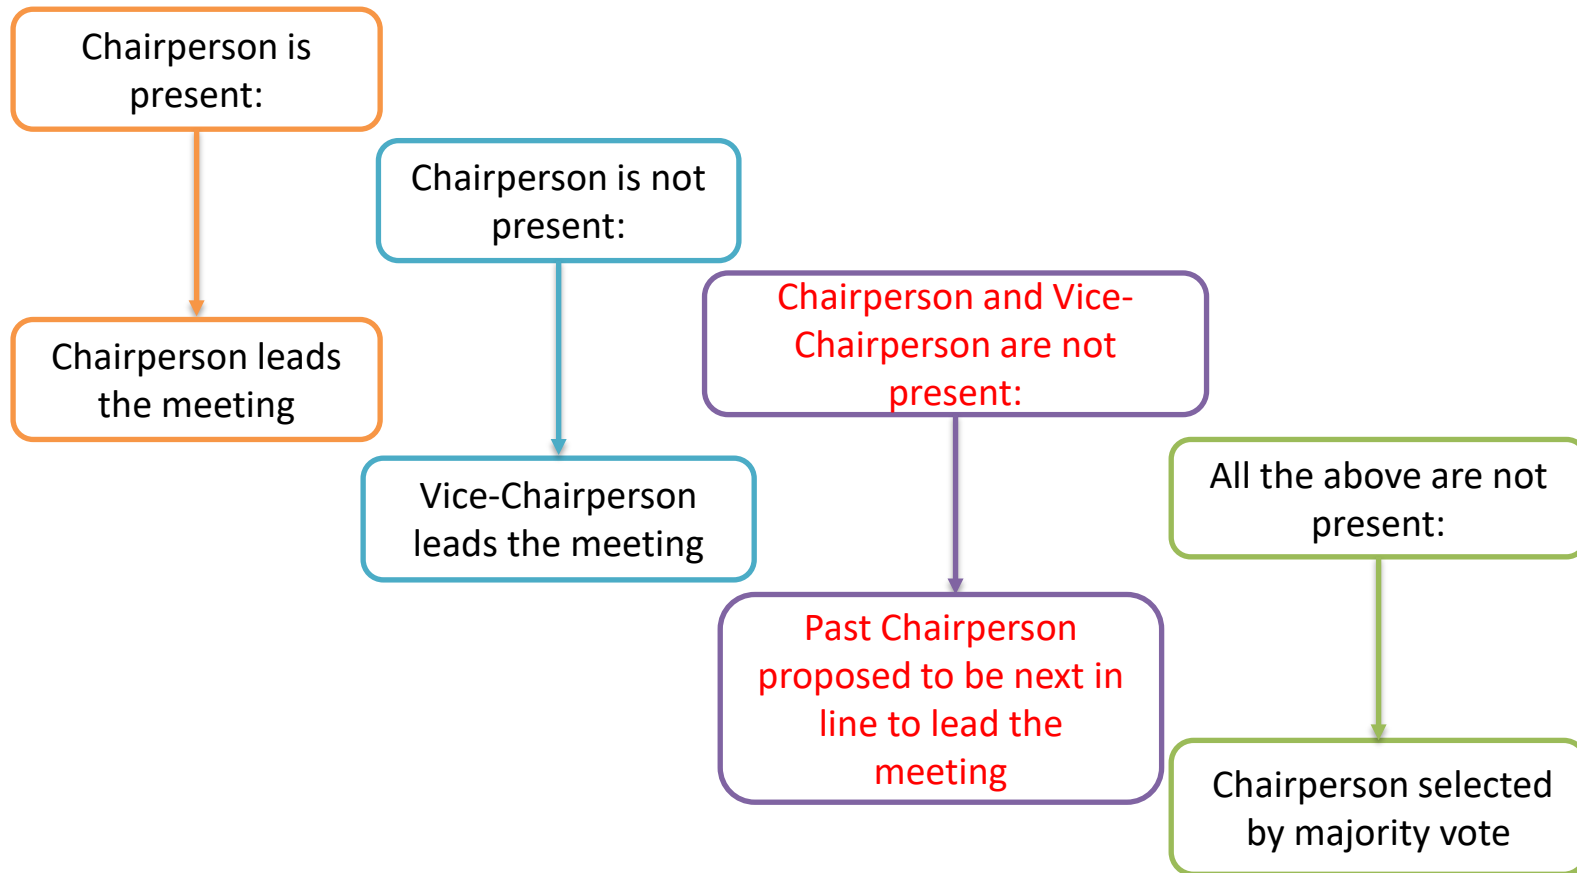 Chairperson is
present:
Chairperson leads
the meeting
Chairperson is not
present:
Vice-Chairperson
leads the meeting
Chairperson and Vice-
Chairperson are not
present:
Past Chairperson
proposed to be next in
line to lead the
meeting
All the above are not
present:
Chairperson selected
by majority vote